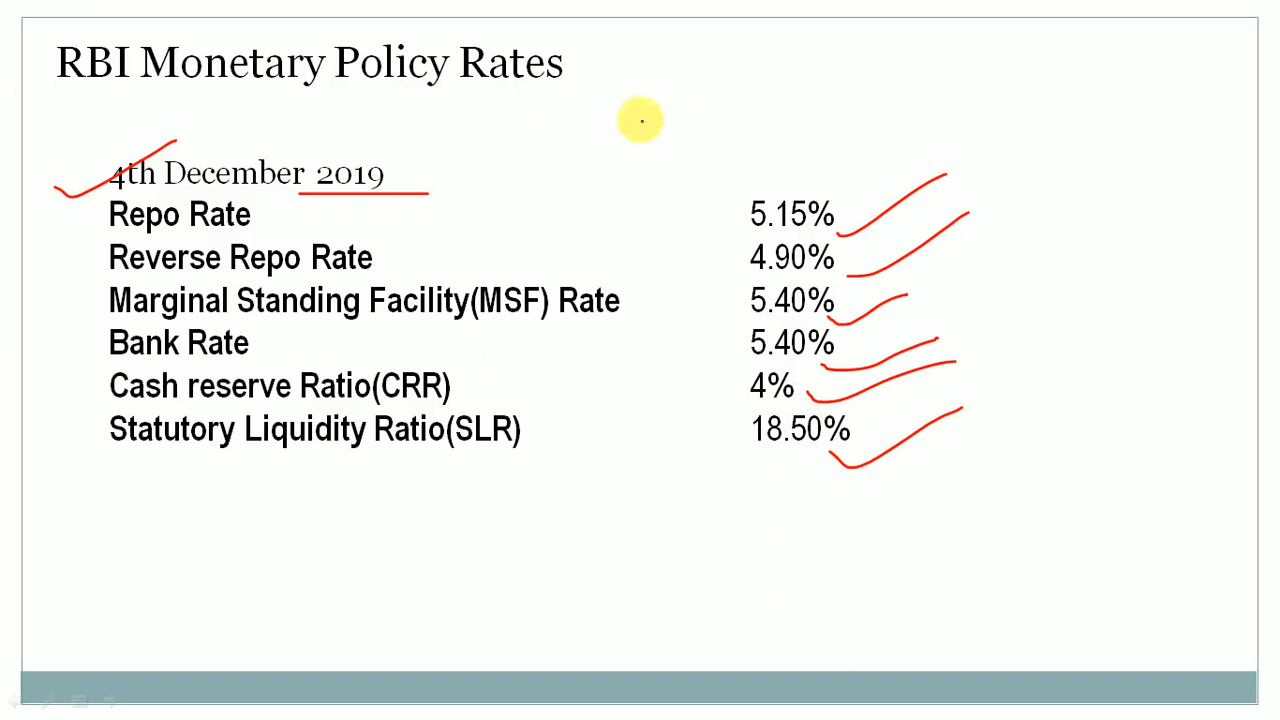 RBI Monetary Policy Rates
4th December 2019
Repo Rate 5.15%
Reverse Repo Rate 4.90%
Marginal Standing Facility(MSF) Rate 5.40%
Bank Rate 5.40%
Cash reserve Ratio(CRR) 4%
Statutory Liquidity Ratio(SLR) 18.50%